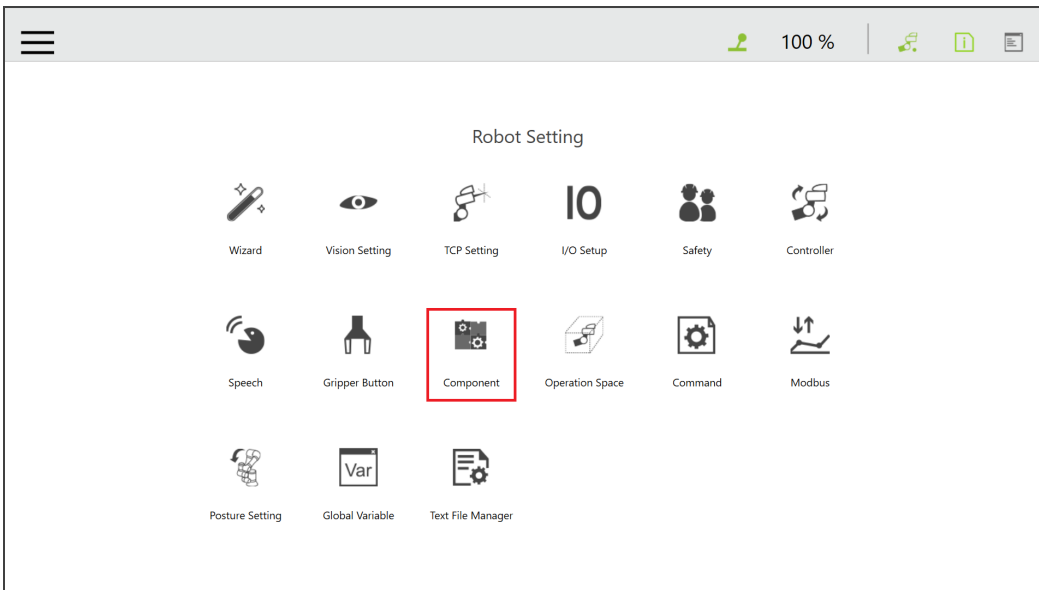 100 %
Robot Setting
Wizard Vision Setting TCP Setting IO I/O Setup Safety Controller
Speech Gripper Button Component Operation Space Command Modbus
Var
Posture Setting Global Variable Text File Manager